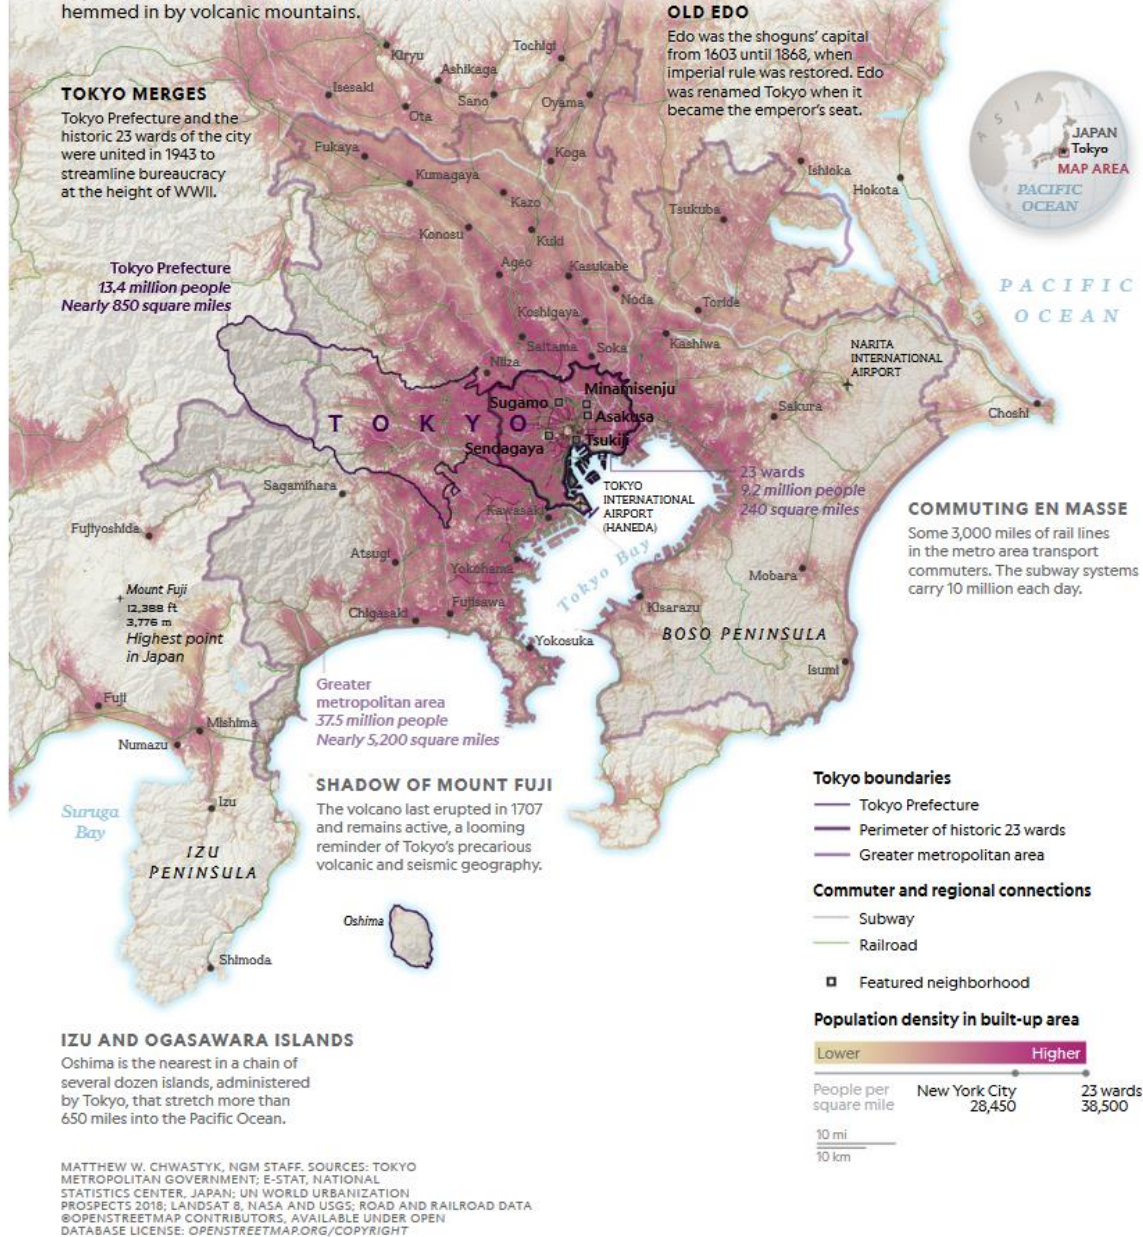 hemmed in by volcanic mountains.
OLD EDO
Edo was the shoguns' capital
from 1603 until 1868, when
imperial rule was restored. Edo
was renamed Tokyo when it
became the emperor's seat.
TOKYO MERGES
Tokyo Prefecture and the
historic 23 wards of the city
were united in 1943 to
streamline bureaucracy
at the height of WWII.
Kiryu
Tochigi
Ashikaga
Isesaki
Sano
Oyama
Ota
Fukaya
Koga
Kumagaya
Kazo
Konosu
Kuki
Ageo
Kasukabe
Noda
Koshigaya
Toride
Tsukuba
Ishioka
Hokota
ASIA
JAPAN
Tokyo
MAP AREA
PACIFIC
OCEAN
PACIFIC
OCEAN
Tokyo Prefecture
13,4 million people
Nearly 850 square miles
Saitama
Soka
Kashiwa
Niiza
NARITA
INTERNATIONAL
AIRPORT
Minamisenju
Sugamo
Asakusa
TOKYO
Tsukiji
Sendagaya
Sakura
Choshi
23 wards
9.2 million people
240 square miles
TOKYO
INTERNATIONAL
AIRPORT
(HANEDA)
Sagamihara
Kawasaki
Fujiyoshida
Atsugi
Yokohama
Tokyo Bay
Mobara
COMMUTING EN MASSE
Some 3,000 miles of rail lines
in the metro area transport
commuters. The subway systems
carry 10 million each day.
Mount Fuji
12,388 ft
3,776 m
Highest point
in Japan
Chigasaki
Fujisawa
Kisarazu
BOSO PENINSULA
Yokosuka
Isumi
Greater
metropolitan area
37.5 million people
Nearly 5,200 square miles
Fuji
Mishima
Numazu
SHADOW OF MOUNT FUJI
The volcano last erupted in 1707
and remains active, a looming
reminder of Tokyo's precarious
volcanic and seismic geography.
Suruga
Bay
Izu
IZU
PENINSULA
Oshima
Shimoda
Tokyo boundaries
Tokyo Prefecture
Perimeter of historic 23 wards
Greater metropolitan area
Commuter and regional connections
Subway
Railroad
Featured neighborhood
Population density in built-up area
Lower Higher
People per
square mile
New York City
28,450
23 wards
38,500
10 mi
10 km
IZU AND OGASAWARA ISLANDS
Oshima is the nearest in a chain of
several dozen islands, administered
by Tokyo, that stretch more than
650 miles into the Pacific Ocean.
MATTHEW W. CHWASTYK, NGM STAFF. SOURCES: TOKYO
METROPOLITAN GOVERNMENT; E-STAT, NATIONAL
STATISTICS CENTER, JAPAN; UN WORLD URBANIZATION
PROSPECTS 2018; LANDSAT 8, NASA AND USGS; ROAD AND RAILROAD DATA
©OPENSTREETMAP CONTRIBUTORS, AVAILABLE UNDER OPEN
DATABASE LICENSE: OPENSTREETMAP.ORG/COPYRIGHT